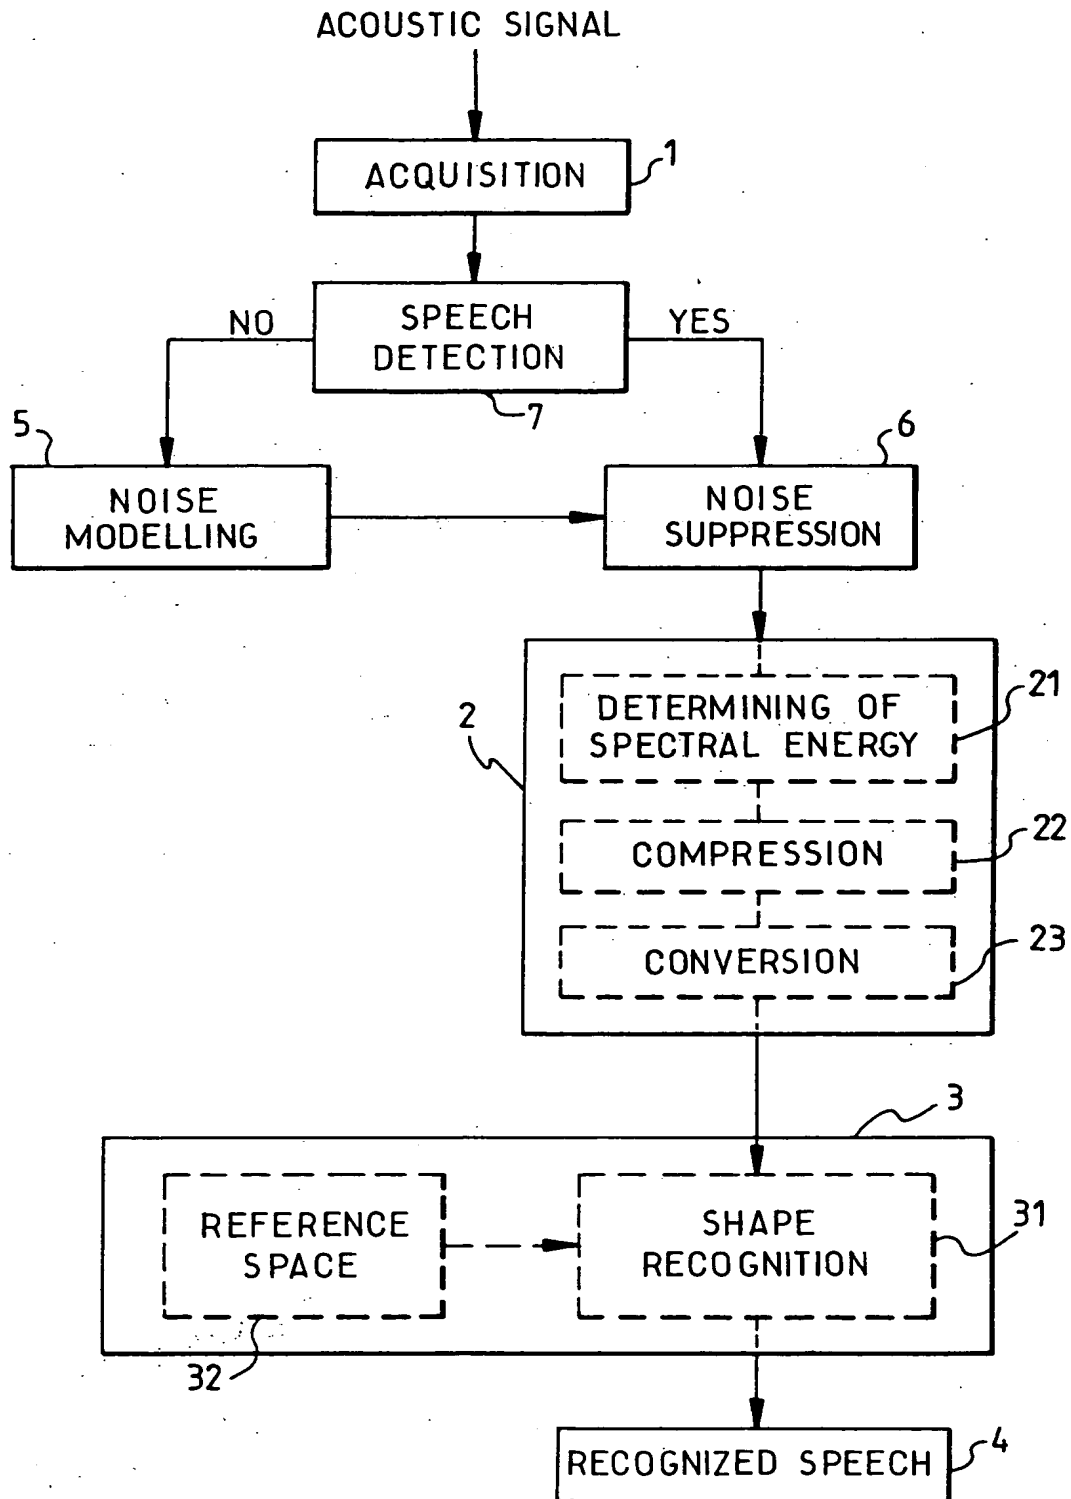 ACOUSTIC SIGNAL
1
ACQUISITION
SPEECH
DETECTION
NO
YES
7
5
6
NOISE
MODELLING
NOISE
SUPPRESSION
2
21
DETERMINING OF
SPECTRAL ENERGY
22
COMPRESSION
23
CONVERSION
3
REFERENCE
SPACE
SHAPE
RECOGNITION
31
32
4
RECOGNIZED SPEECH